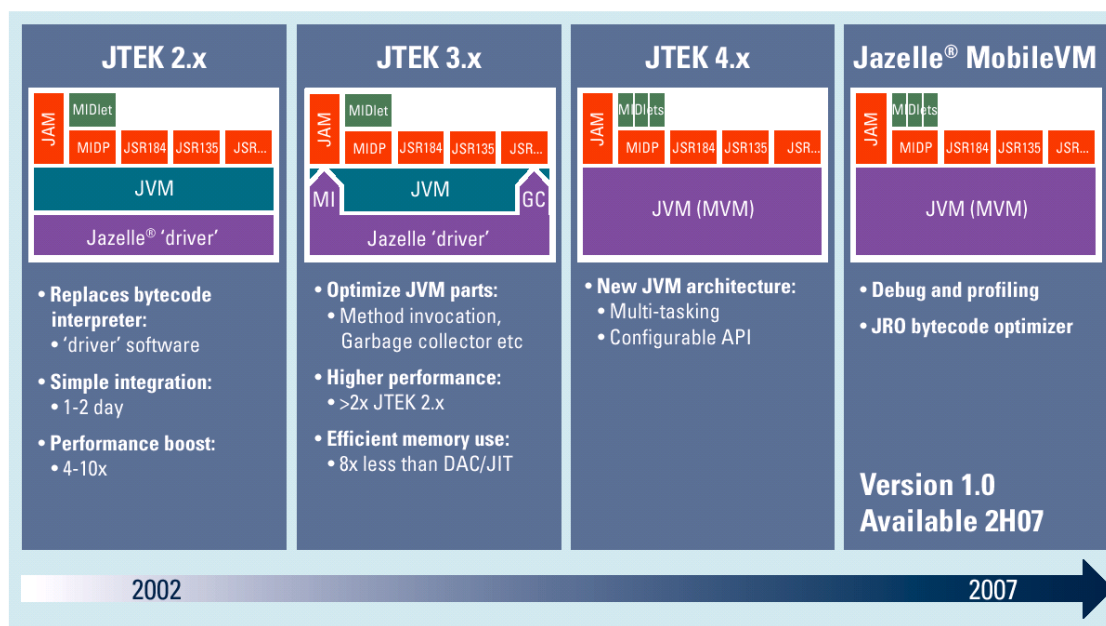 JTEK 2.x
JAM
MIDlet
MIDP
JSR184
JSR135
JSR...
JVM
Jazelle® ‘driver’
• Replaces bytecode
interpreter:
• ‘driver’ software
• Simple integration:
• 1-2 day
• Performance boost:
• 4-10x
JTEK 3.x
JAM
MIDlet
MIDP
JSR184
JSR135
JSR...
MI
JVM
GC
Jazelle ‘driver’
• Optimize JVM parts:
• Method invocation,
Garbage collector etc
• Higher performance:
• >2x JTEK 2.x
• Efficient memory use:
• 8x less than DAC/JIT
JTEK 4.x
JAM
MIDlets
MIDP
JSR184
JSR135
JSR...
JVM (MVM)
• New JVM architecture:
• Multi-tasking
• Configurable API
Jazelle® MobileVM
JAM
MIDlets
MIDP
JSR184
JSR135
JSR...
JVM (MVM)
• Debug and profiling
• JRO bytecode optimizer
Version 1.0
Available 2H07
2002
2007